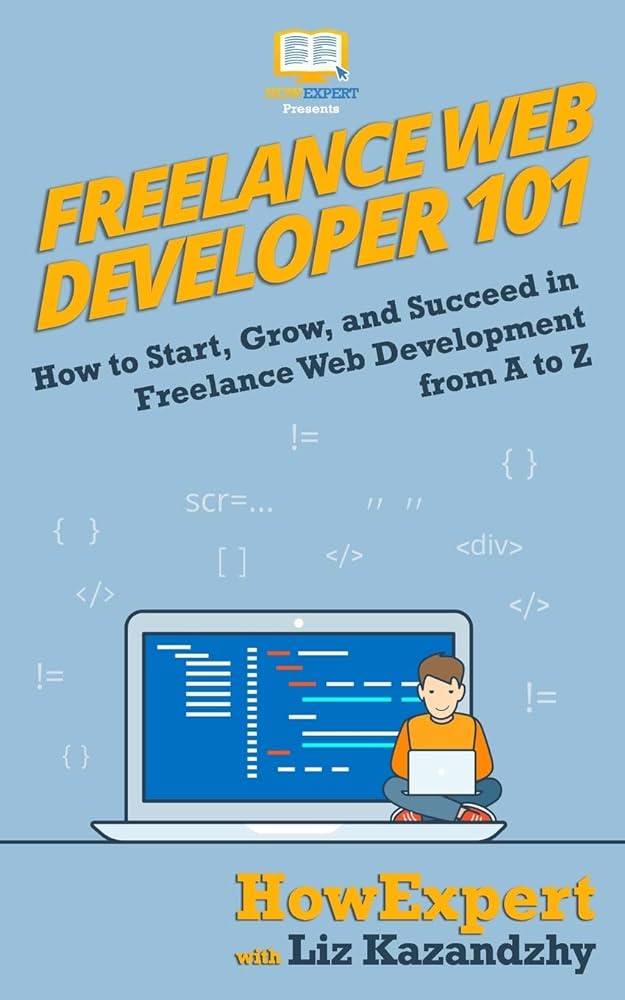 HOWEXPERT
Presents
FREELANCE WEB
DEVELOPER 101
How to Start, Grow, and Succeed in
Freelance Web Development
from A to Z
!=
{ }
scr=...
" "
{ }
[ ]
</>
<div>
</>
</>
!=
!=
{ }
HowExpert
with Liz Kazandzhy